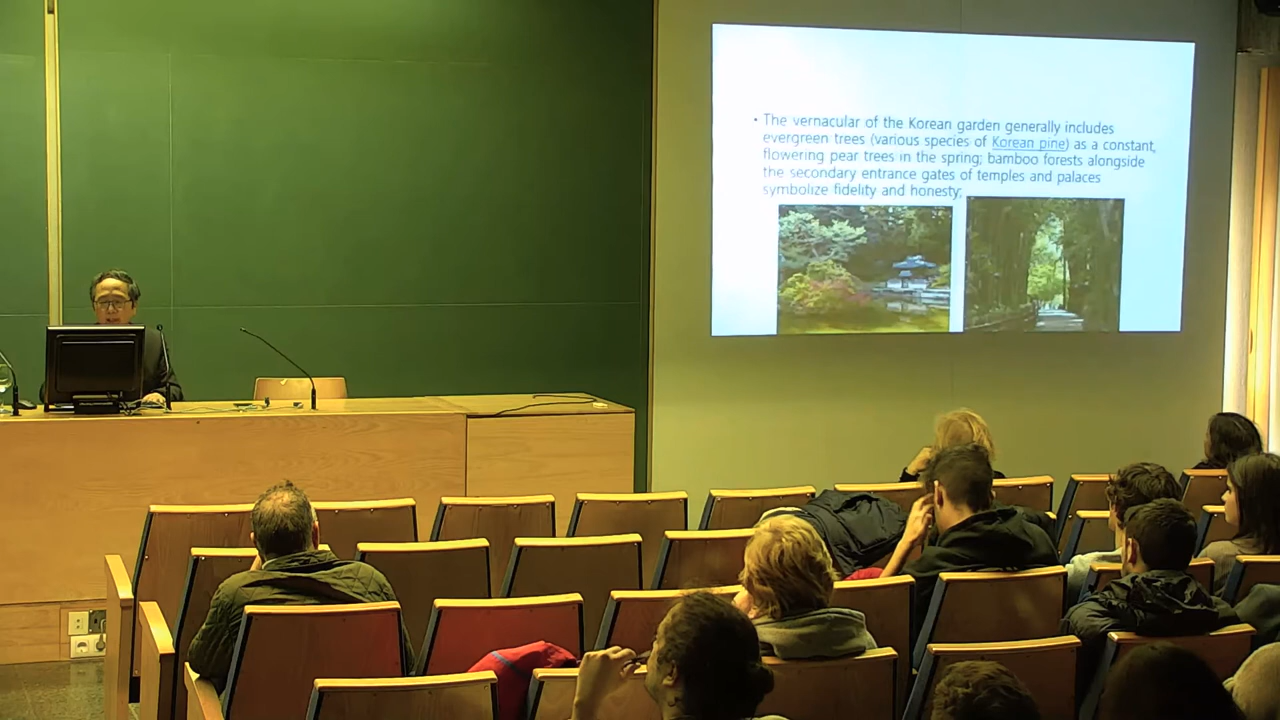 • The vernacular of the Korean garden generally includes
evergreen trees (various species of Korean pine) as a constant,
flowering pear trees in the spring; bamboo forests alongside
the secondary entrance gates of temples and palaces
symbolize fidelity and honesty;